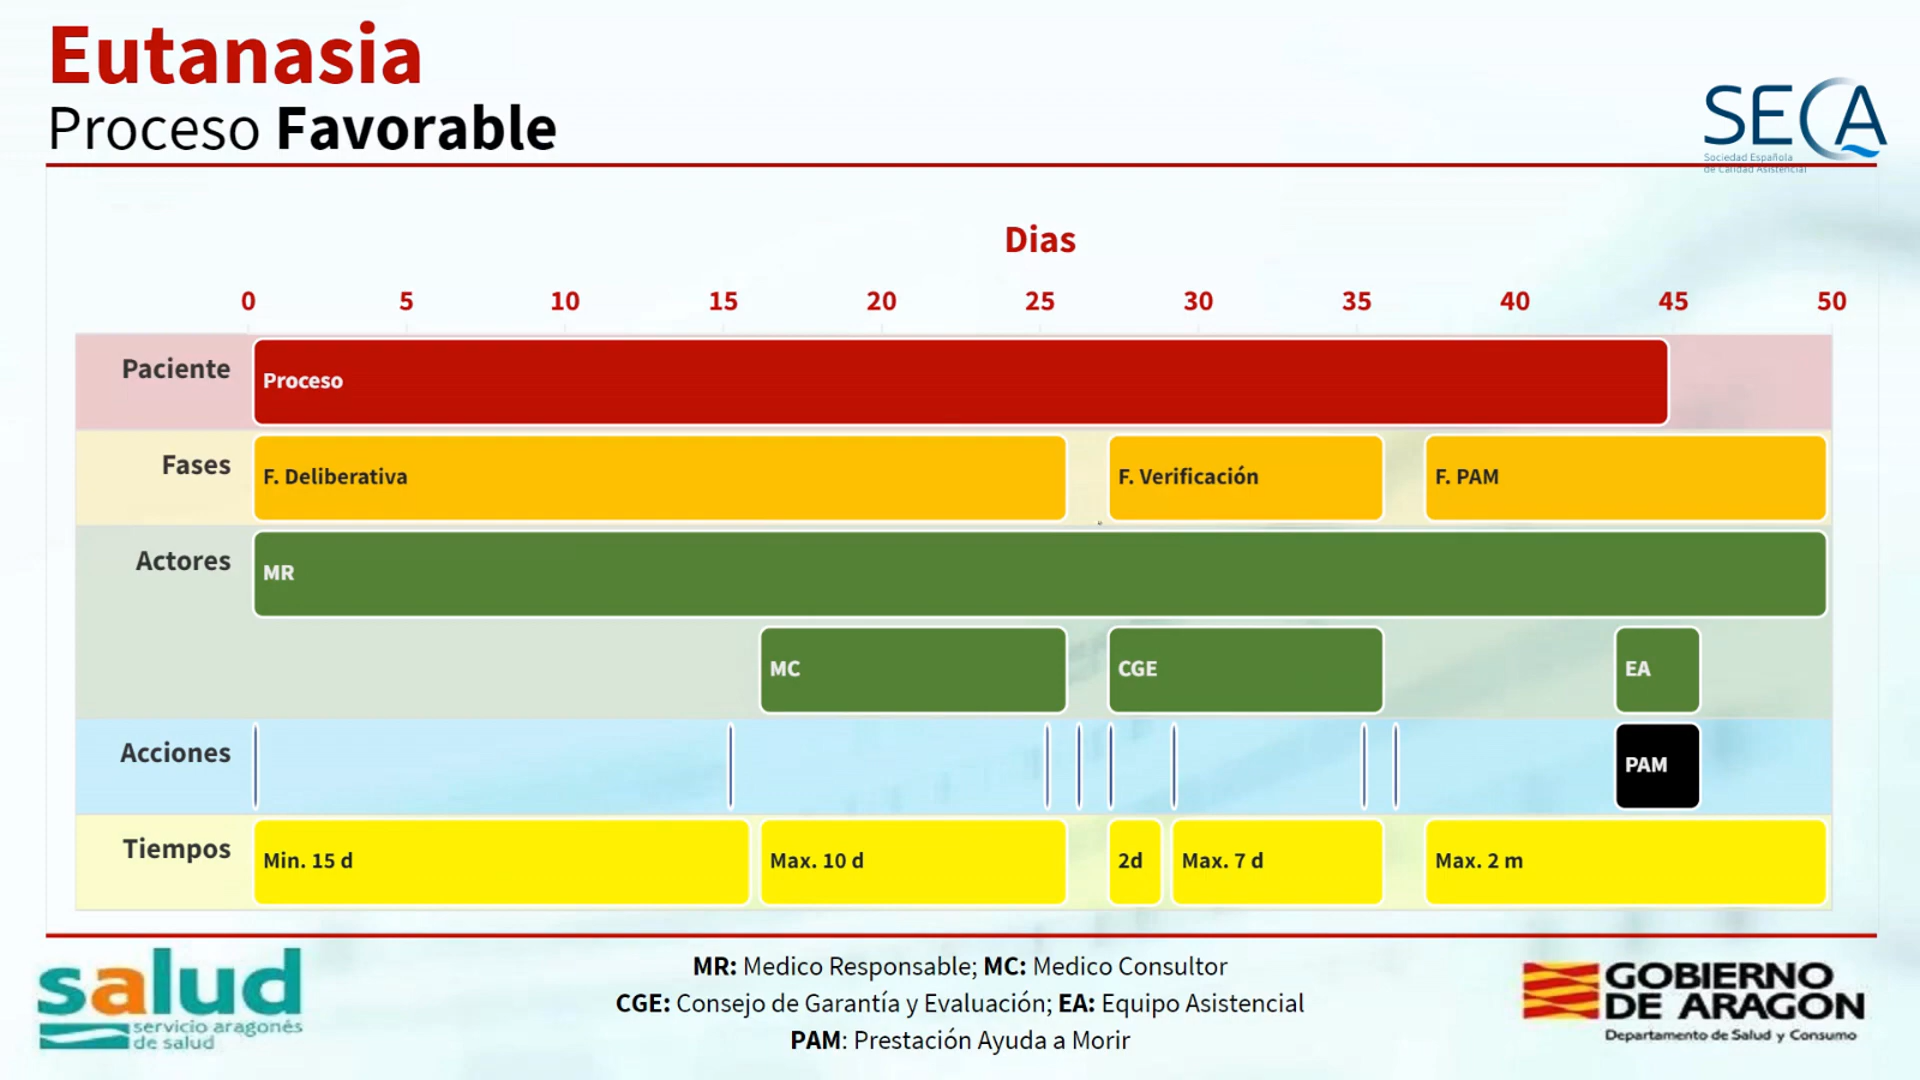 Eutanasia
Proceso Favorable
SECA
Sociedad Española
de Calidad Asistencial
Dias
0 5 10 15 20 25 30 35 40 45 50
Paciente
Proceso
Fases
F. Deliberativa
F. Verificación
F. PAM
Actores
MR
MC
CGE
EA
Acciones
PAM
Tiempos
Min. 15 d
Max. 10 d
2d
Max. 7 d
Max. 2 m
salud
servicio aragonés
de salud
MR: Medico Responsable; MC: Medico Consultor
CGE: Consejo de Garantía y Evaluación; EA: Equipo Asistencial
PAM: Prestación Ayuda a Morir
GOBIERNO
DE ARAGON
Departamento de Salud y Consumo